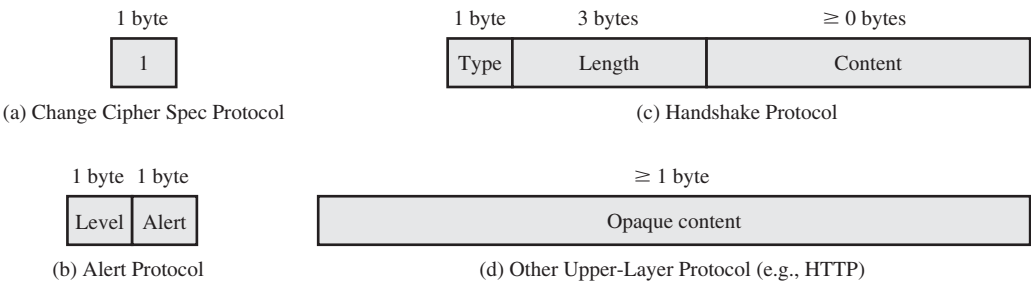 1 byte
1
(a) Change Cipher Spec Protocol
1 byte 3 bytes ≥ 0 bytes
Type Length Content
(c) Handshake Protocol
1 byte 1 byte
Level Alert
(b) Alert Protocol
≥ 1 byte
Opaque content
(d) Other Upper-Layer Protocol (e.g., HTTP)